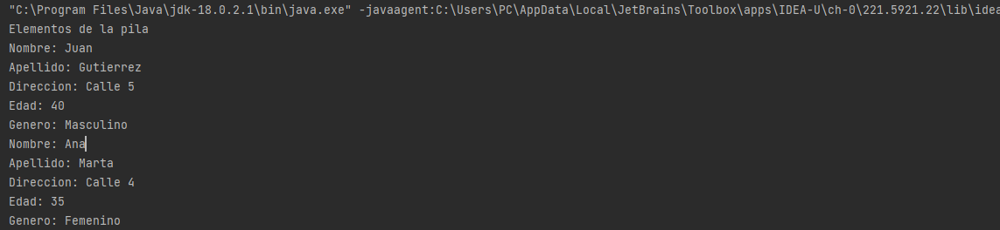 "C:\Program Files\Java\jdk-18.0.2.1\bin\java.exe" -javaagent:C:\Users\PC\AppData\Local\JetBrains\Toolbox\apps\IDEA-U\ch-0\221.5921.22\lib\idea
Elementos de la pila
Nombre: Juan
Apellido: Gutierrez
Direccion: Calle 5
Edad: 40
Genero: Masculino
Nombre: Ana
Apellido: Marta
Direccion: Calle 4
Edad: 35
Genero: Femenino